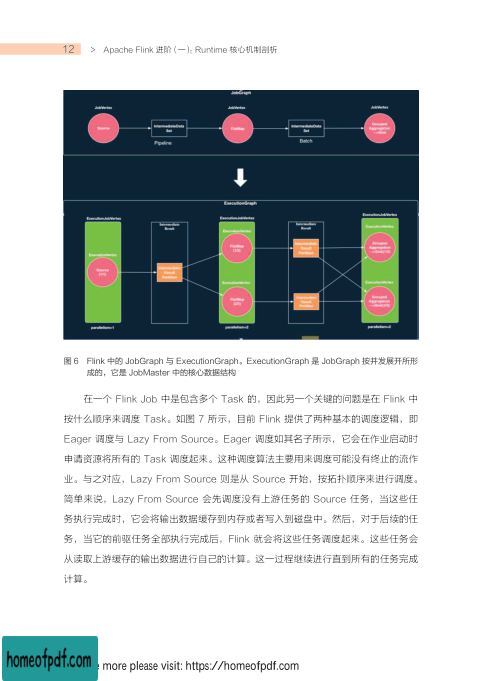 12 > Apache Flink 进阶(一):Runtime 核心机制剖析
JobGraph
JobVertex
JobVertex
JobVertex
Source
IntermediateData
Set
FlatMap
IntermediateData
Set
Keyed
Aggregation
Pipeline
Batch
ExecutionGraph
ExecutionJobVertex
Intermediate
Result
ExecutionJobVertex
Intermediate
Result
ExecutionJobVertex
ExecutionVertex
Source
(1/1)
Intermediate
Result
Partition
ExecutionVertex
FlatMap
(1/2)
Intermediate
Result
Partition
ExecutionVertex
Aggregation
ExecutionVertex
FlatMap
(2/2)
Intermediate
Result
Partition
ExecutionVertex
Aggregation
parallelism=1
parallelism=2
parallelism=2
图 6 Flink 中的 JobGraph 与 ExecutionGraph。ExecutionGraph 是 JobGraph 按并发展开所形
成的,它是 JobMaster 中的核心数据结构
在一个 Flink Job 中是包含多个 Task 的,因此另一个关键的问题是在 Flink 中
按什么顺序来调度 Task。如图 7 所示,目前 Flink 提供了两种基本的调度逻辑,即
Eager 调度与 Lazy From Source。Eager 调度如其名子所示,它会在作业启动时
申请资源将所有的 Task 调度起来。这种调度算法主要用来调度可能没有终止的流作
业。与之对应,Lazy From Source 则是从 Source 开始,按拓扑顺序来进行调度。
简单来说,Lazy From Source 会先调度没有上游任务的 Source 任务,当这些任
务执行完成时,它会将输出数据缓存到内存或者写入到磁盘中。然后,对于后续的任
务,当它的前驱任务全部执行完成后,Flink 就会将这些任务调度起来。这些任务会
从读取上游缓存的输出数据进行自己的计算。这一过程继续进行直到所有的任务完成
计算。
homeofpdf.com
more please visit: https://homeofpdf.com